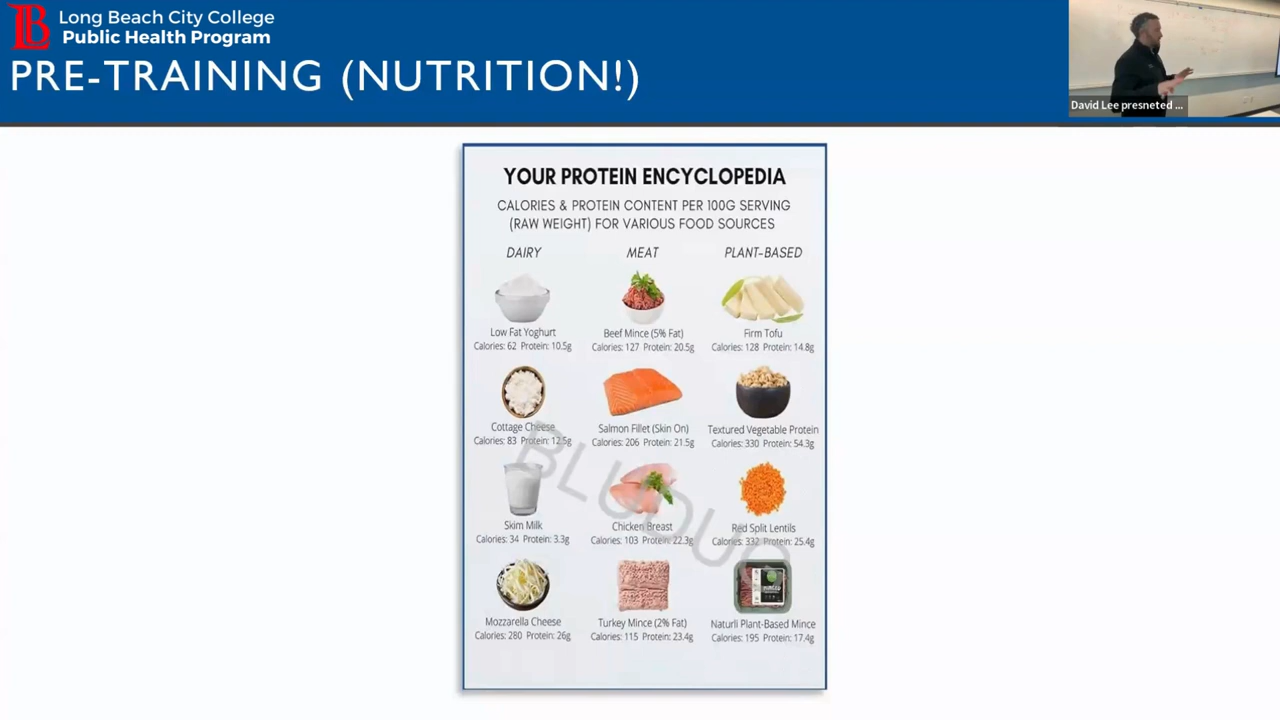 Long Beach City College
Public Health Program
PRE-TRAINING (NUTRITION!)
David Lee presneted ...
YOUR PROTEIN ENCYCLOPEDIA
CALORIES & PROTEIN CONTENT PER 100G SERVING
(RAW WEIGHT) FOR VARIOUS FOOD SOURCES
DAIRY MEAT PLANT-BASED
Low Fat Yoghurt Beef Mince (5% Fat) Firm Tofu
Calories: 62 Protein: 10.5g Calories: 127 Protein: 20.5g Calories: 128 Protein: 14.8g
Cottage Cheese Salmon Fillet (Skin On) Textured Vegetable Protein
Calories: 83 Protein: 12.5g Calories: 206 Protein: 21.5g Calories: 330 Protein: 54.3g
Skim Milk Chicken Breast Red Split Lentils
Calories: 34 Protein: 3.3g Calories: 103 Protein: 22.3g Calories: 332 Protein: 25.4g
Mozzarella Cheese Turkey Mince (2% Fat) Naturli Plant-Based Mince
Calories: 280 Protein: 26g Calories: 115 Protein: 23.4g Calories: 195 Protein: 17.4g